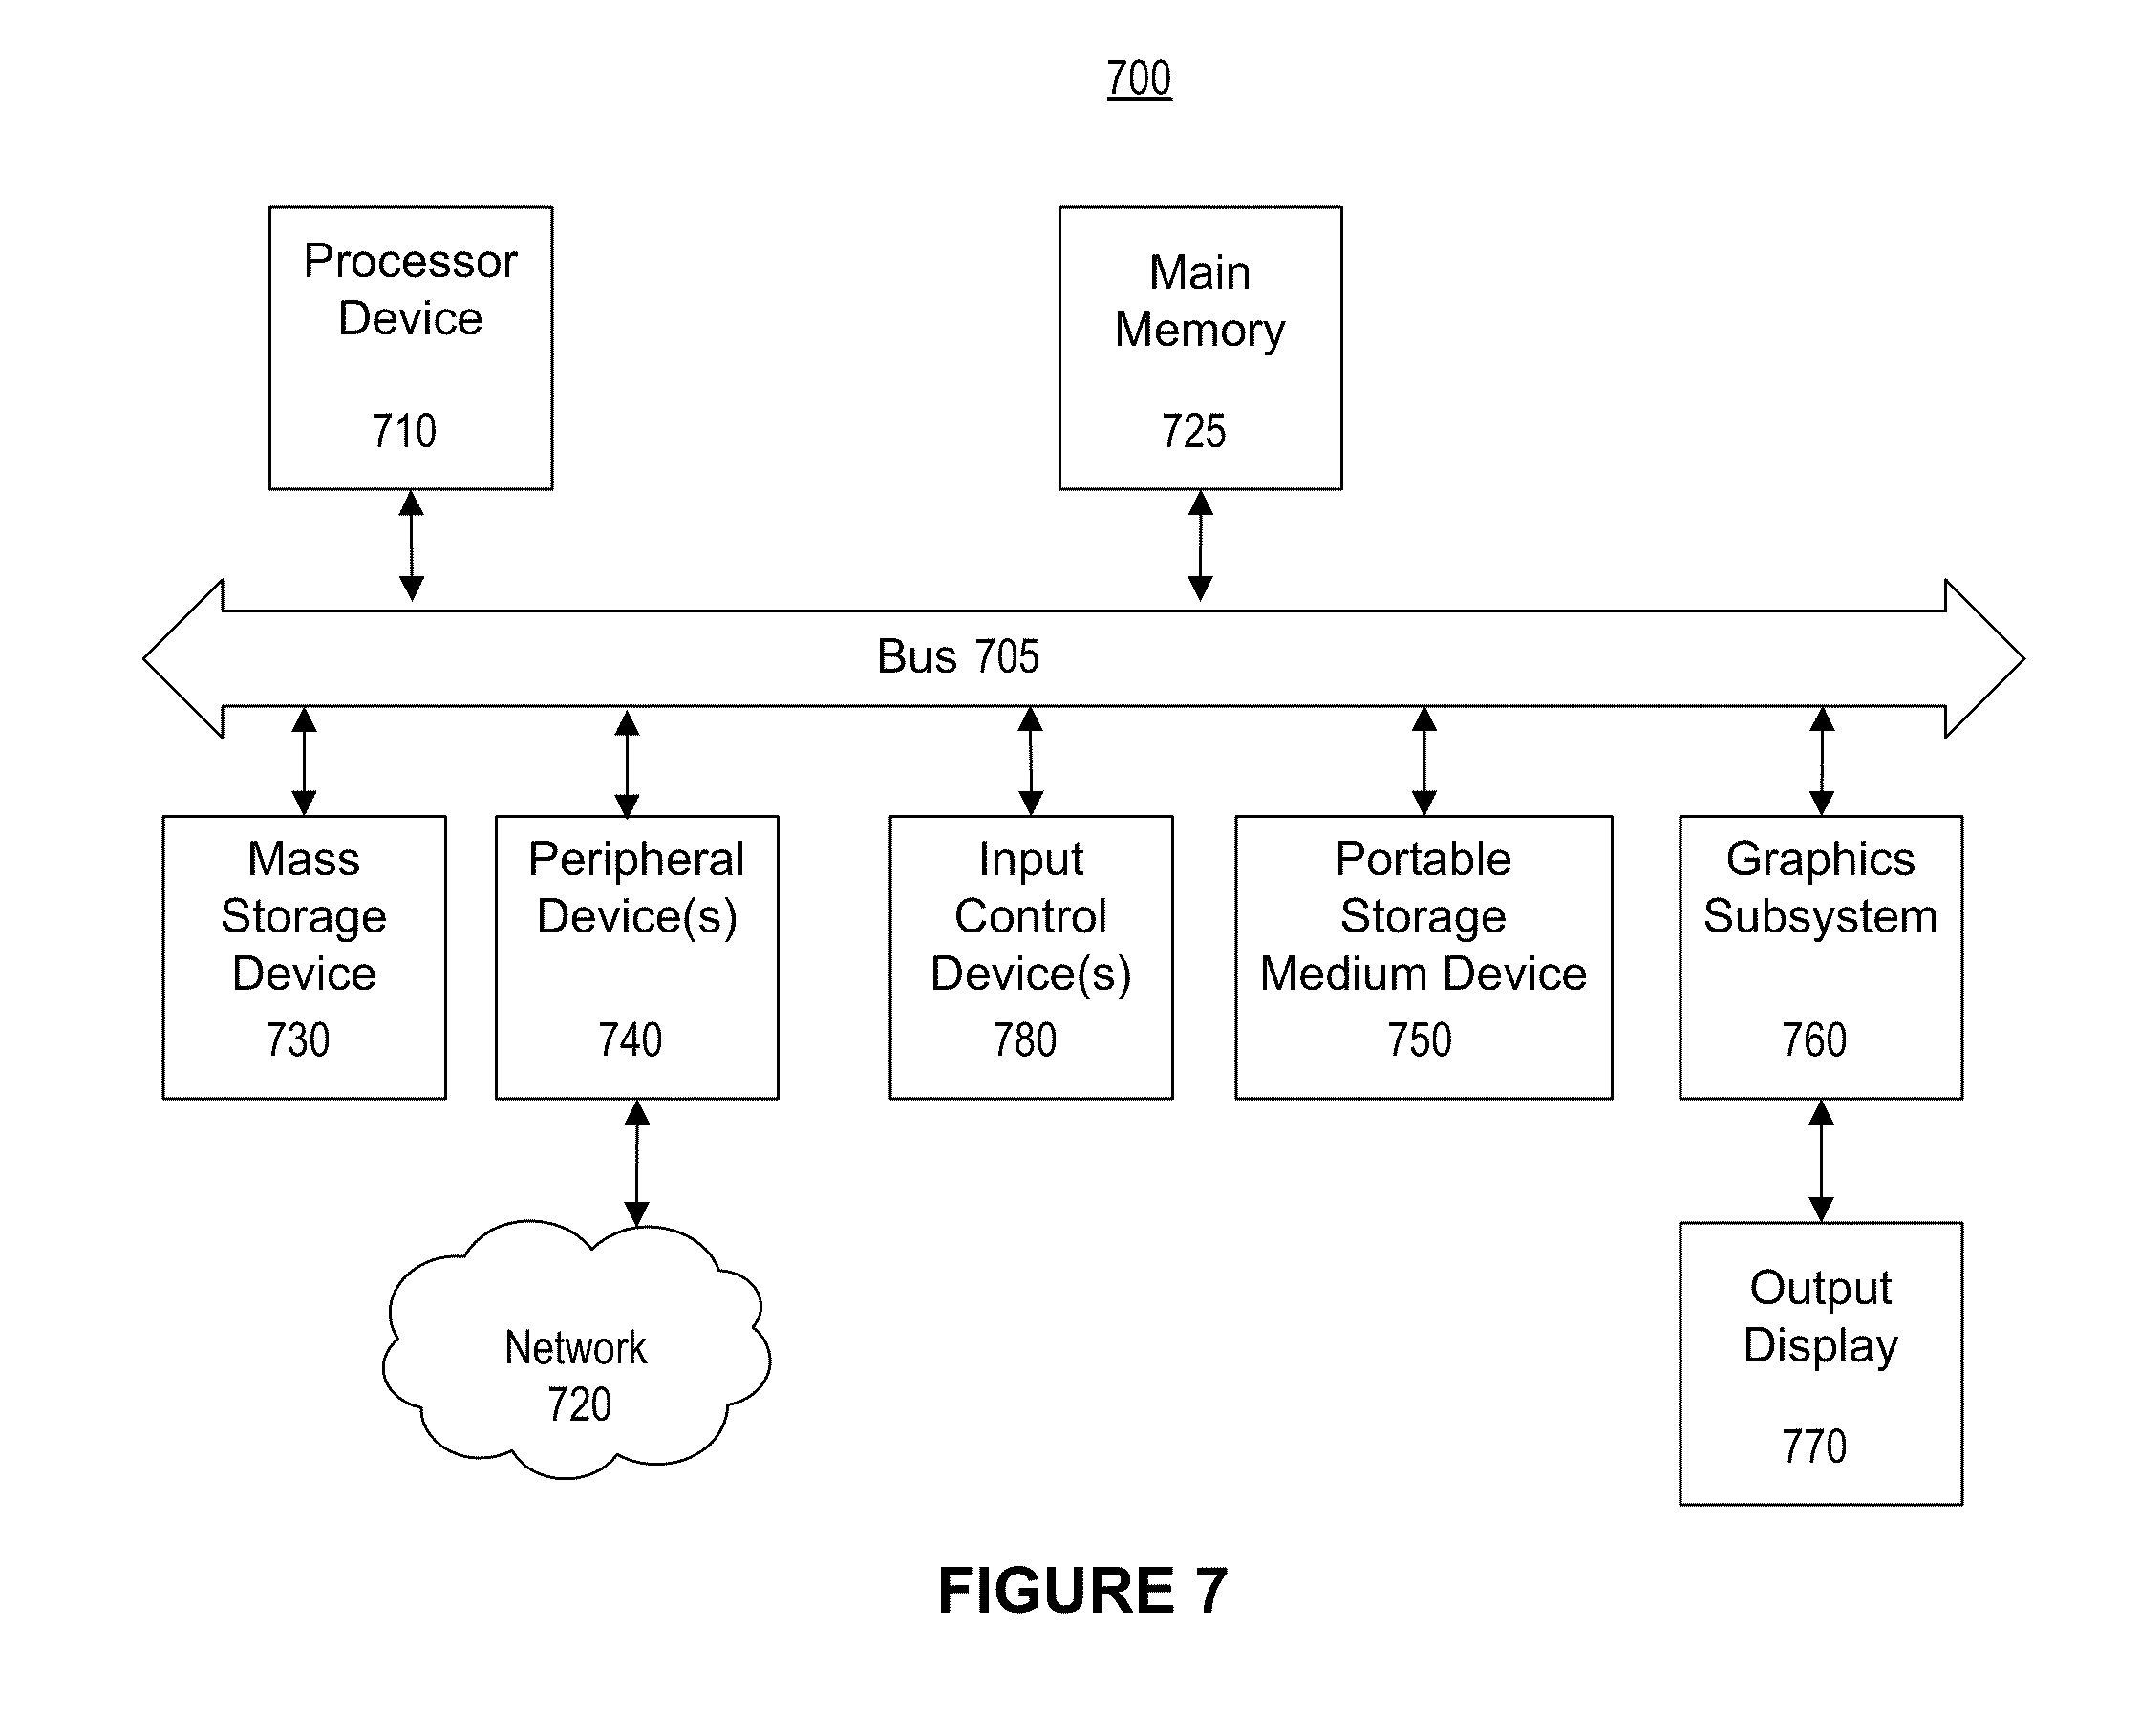 700
Processor
Device
710
Main
Memory
725
Bus 705
Mass
Storage
Device
730
Peripheral
Device(s)
740
Input
Control
Device(s)
780
Portable
Storage
Medium Device
750
Graphics
Subsystem
760
Network
720
Output
Display
770
FIGURE 7